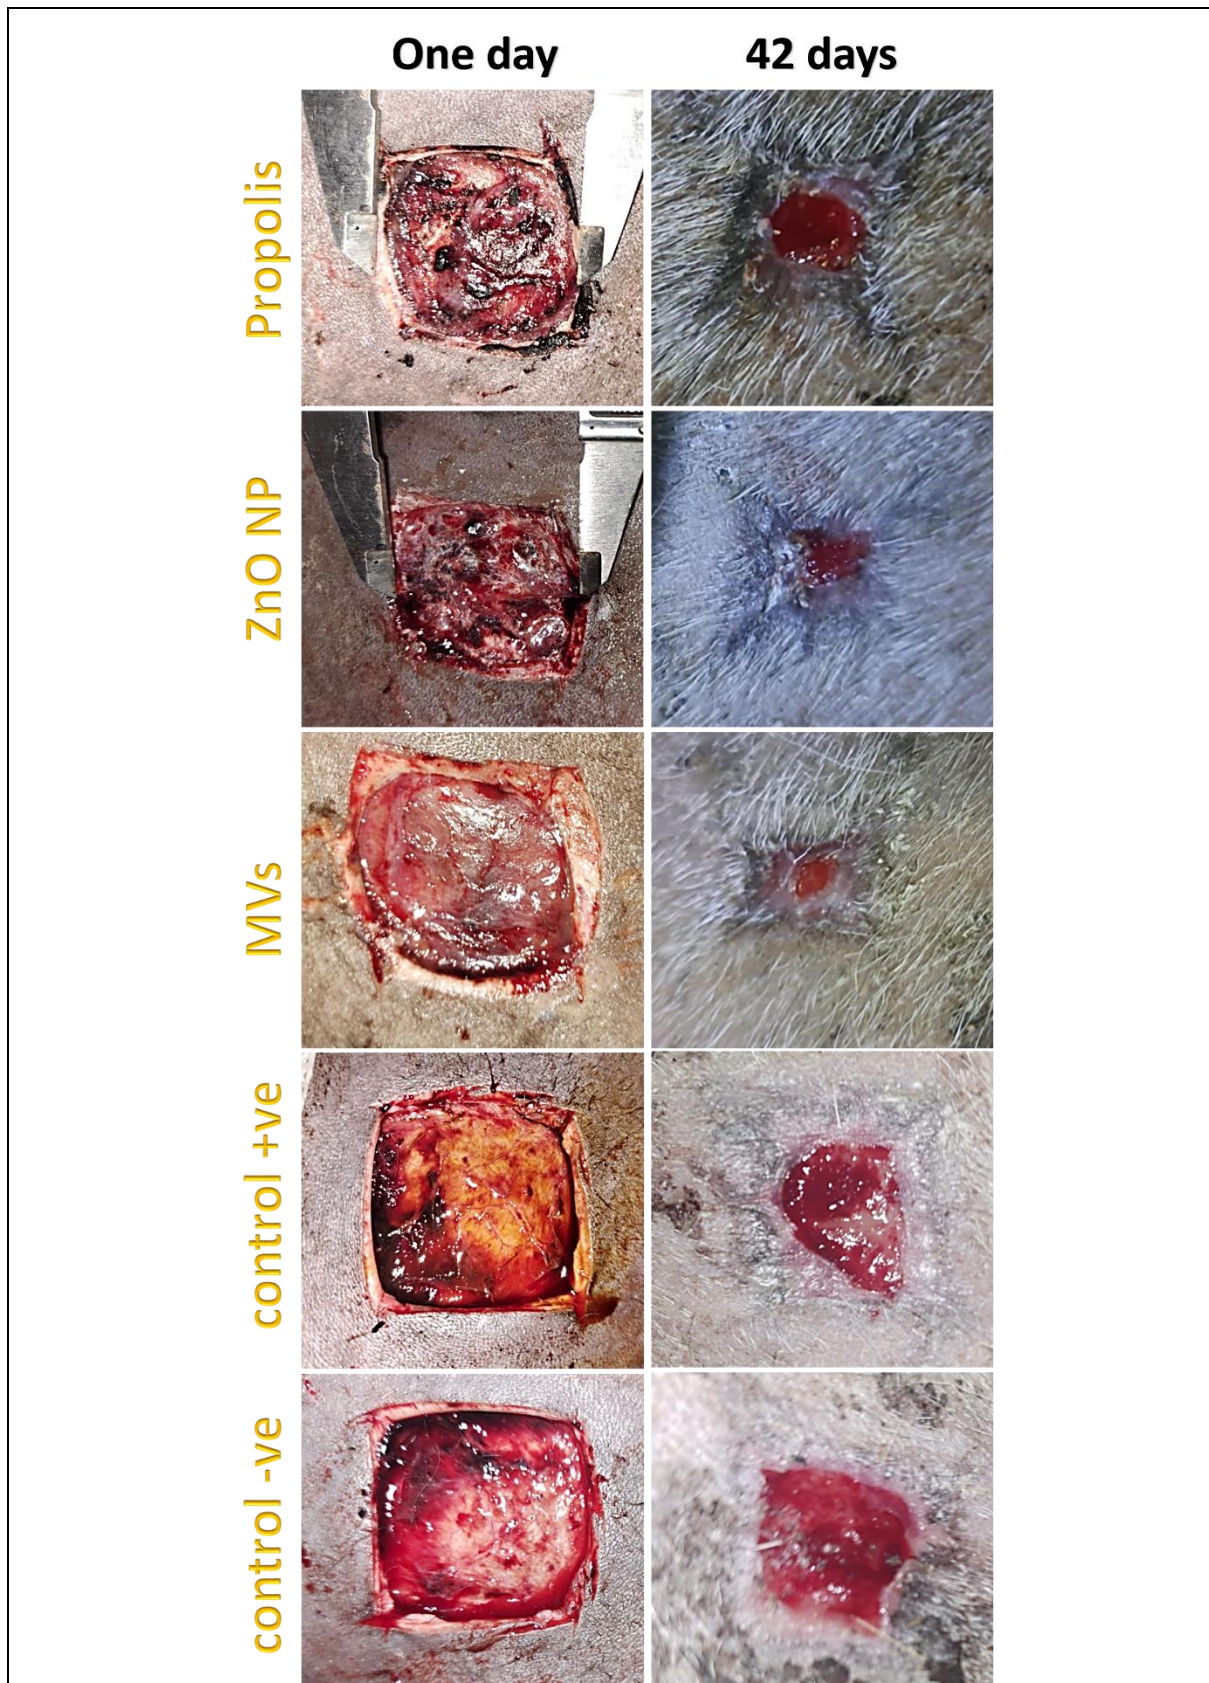 One day 42 days
Propolis
ZnO NP
MVs
control +ve
control -ve